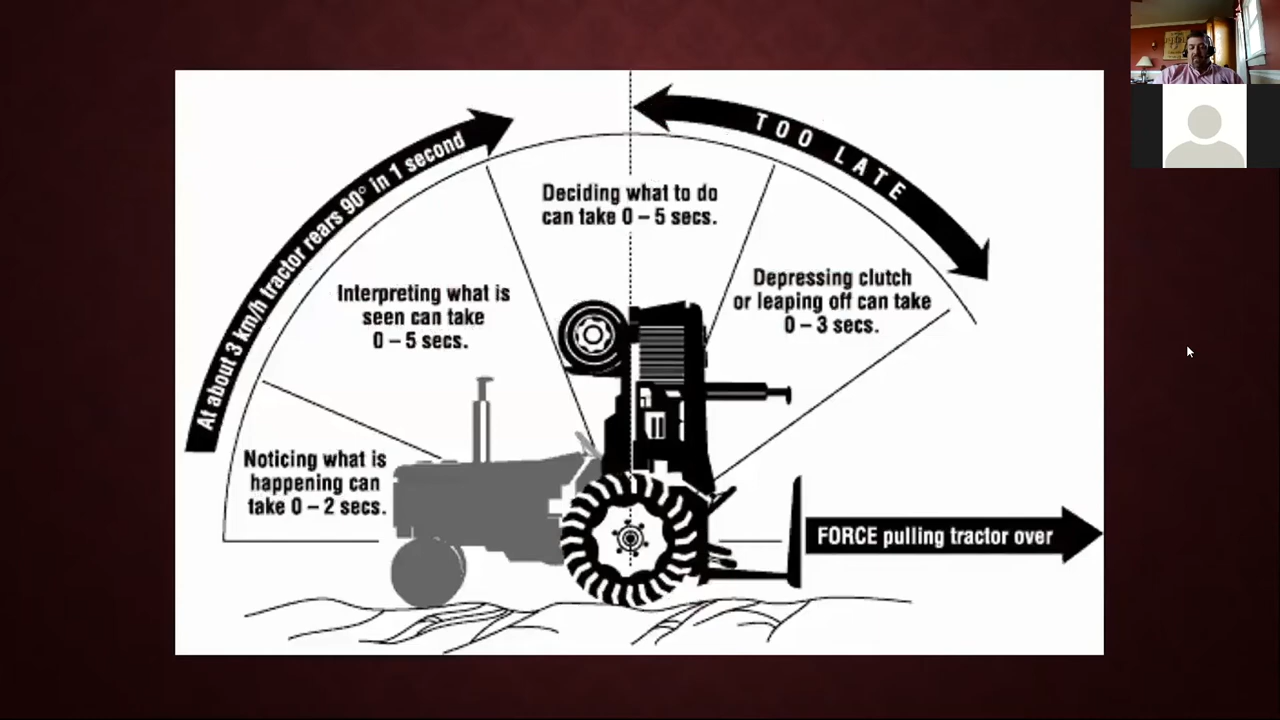 At about 3 km/h tractor rears 90° in 1 second
TOO LATE
Deciding what to do
can take 0 – 5 secs.
Interpreting what is
seen can take
0 – 5 secs.
Depressing clutch
or leaping off can take
0 – 3 secs.
Noticing what is
happening can
take 0 – 2 secs.
FORCE pulling tractor over